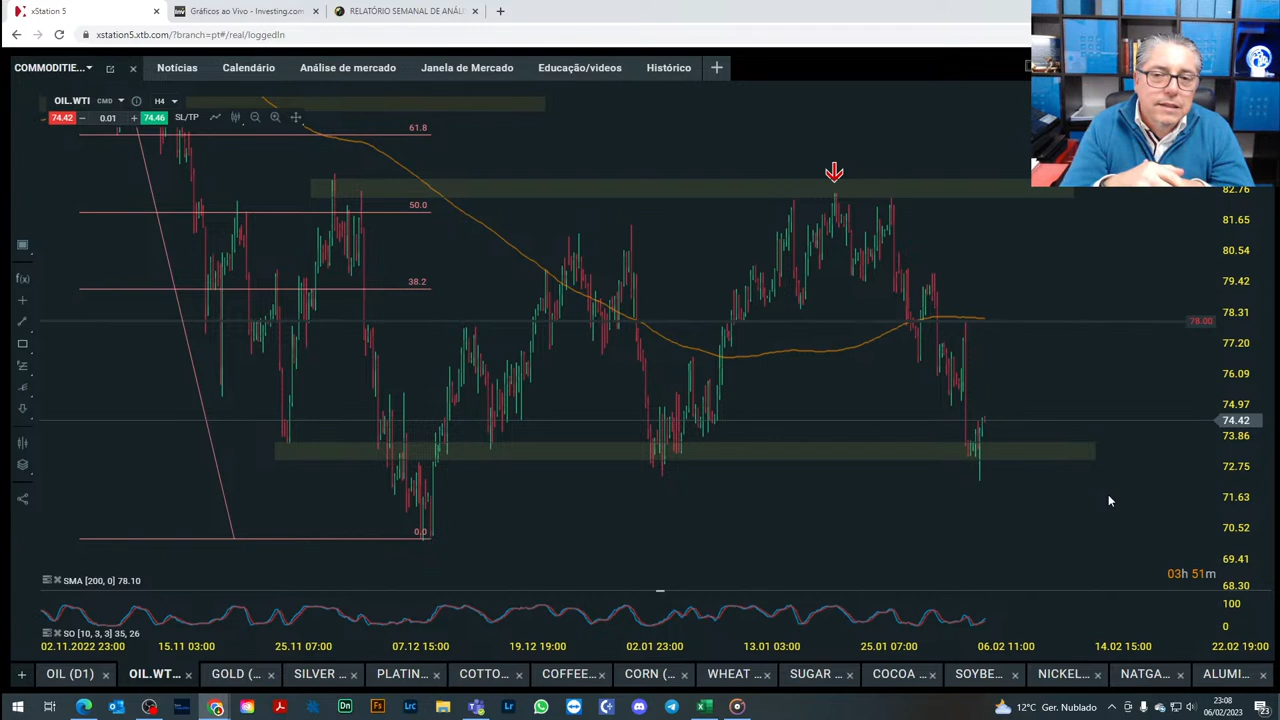 xStation 5
Gráficos ao Vivo - Investing.com
RELATÓRIO SEMANAL DE ANÁL
xstation5.xtb.com/?branch=pt#/real/loggedIn
COMMODITIE...
Notícias
Calendário
Análise de mercado
Janela de Mercado
Educação/videos
Histórico
OIL.WTI CMD H4
74.42 0.01 74.46 SL/TP
61.8
50.0
38.2
0.0
82.76
81.65
80.54
79.42
78.31
78.00
77.20
76.09
74.97
74.42
73.86
72.75
71.63
70.52
69.41
68.30
03h 51m
SMA [200, 0] 78.10
100
0
SO [10, 3, 3] 35, 26
02.11.2022 23:00 15.11 03:00 25.11 07:00 07.12 15:00 19.12 19:00 02.01 23:00 13.01 03:00 25.01 07:00 06.02 11:00 14.02 15:00 22.02 19:00
OIL (D1) OIL.WT... GOLD (... SILVER ... PLATIN... COTTO... COFFEE... CORN (... WHEAT ... SUGAR ... COCOA ... SOYBE... NICKEL... NATGA... ALUMI...
12°C Ger. Nublado
23:08
06/02/2023